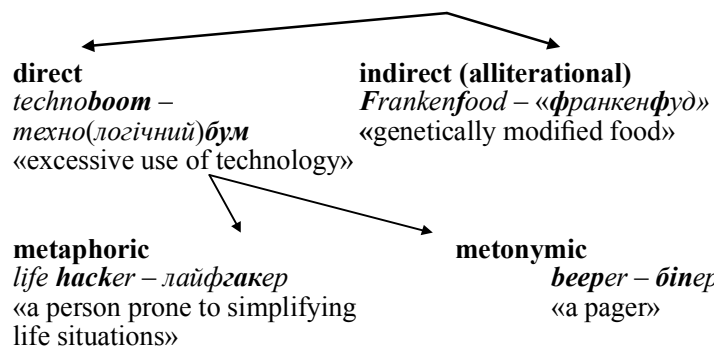 direct
technoboom –
техно(логічний)бум
«excessive use of technology»
indirect (alliterational)
Frankenfood – «франкенфуд»
«genetically modified food»
metaphoric
life hacker – лайфгакер
«a person prone to simplifying
life situations»
metonymic
beeper – біпер
«a pager»